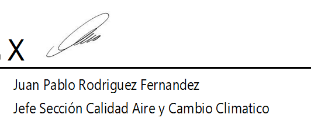 X
Juan Pablo Rodriguez Fernandez
Jefe Sección Calidad Aire y Cambio Climatico